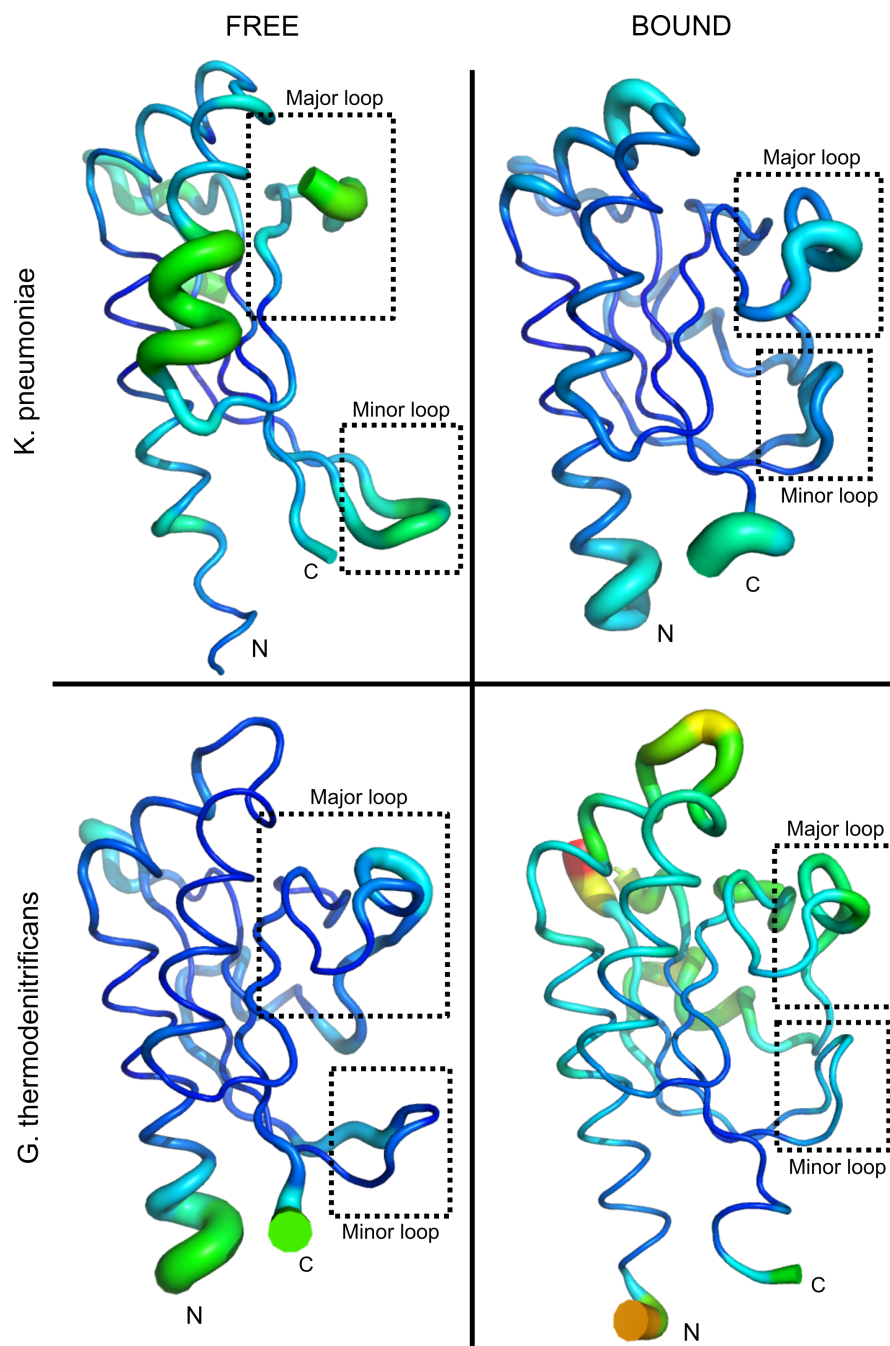 FREE
BOUND
K. pneumoniae
Major loop
Minor loop
C
N
Major loop
Minor loop
C
N
G. thermodenitrificans
Major loop
Minor loop
C
N
Major loop
Minor loop
C
N